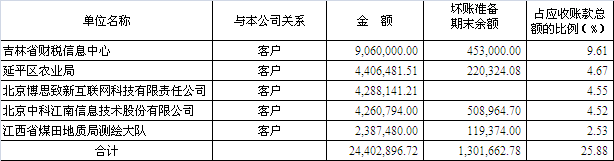 单位名称 与本公司关系 金 额 坏账准备期末余额 占应收账款总额的比例（%）
吉林省财税信息中心 客户 9,060,000.00 453,000.00 9.61
延平区农业局 客户 4,406,481.51 220,324.08 4.67
北京博思致新互联网科技有限责任公司 客户 4,288,141.21 4.55
北京中科江南信息技术股份有限公司 客户 4,260,794.00 508,964.70 4.52
江西省煤田地质局测绘大队 客户 2,387,480.00 119,374.00 2.53
合计 24,402,896.72 1,301,662.78 25.88